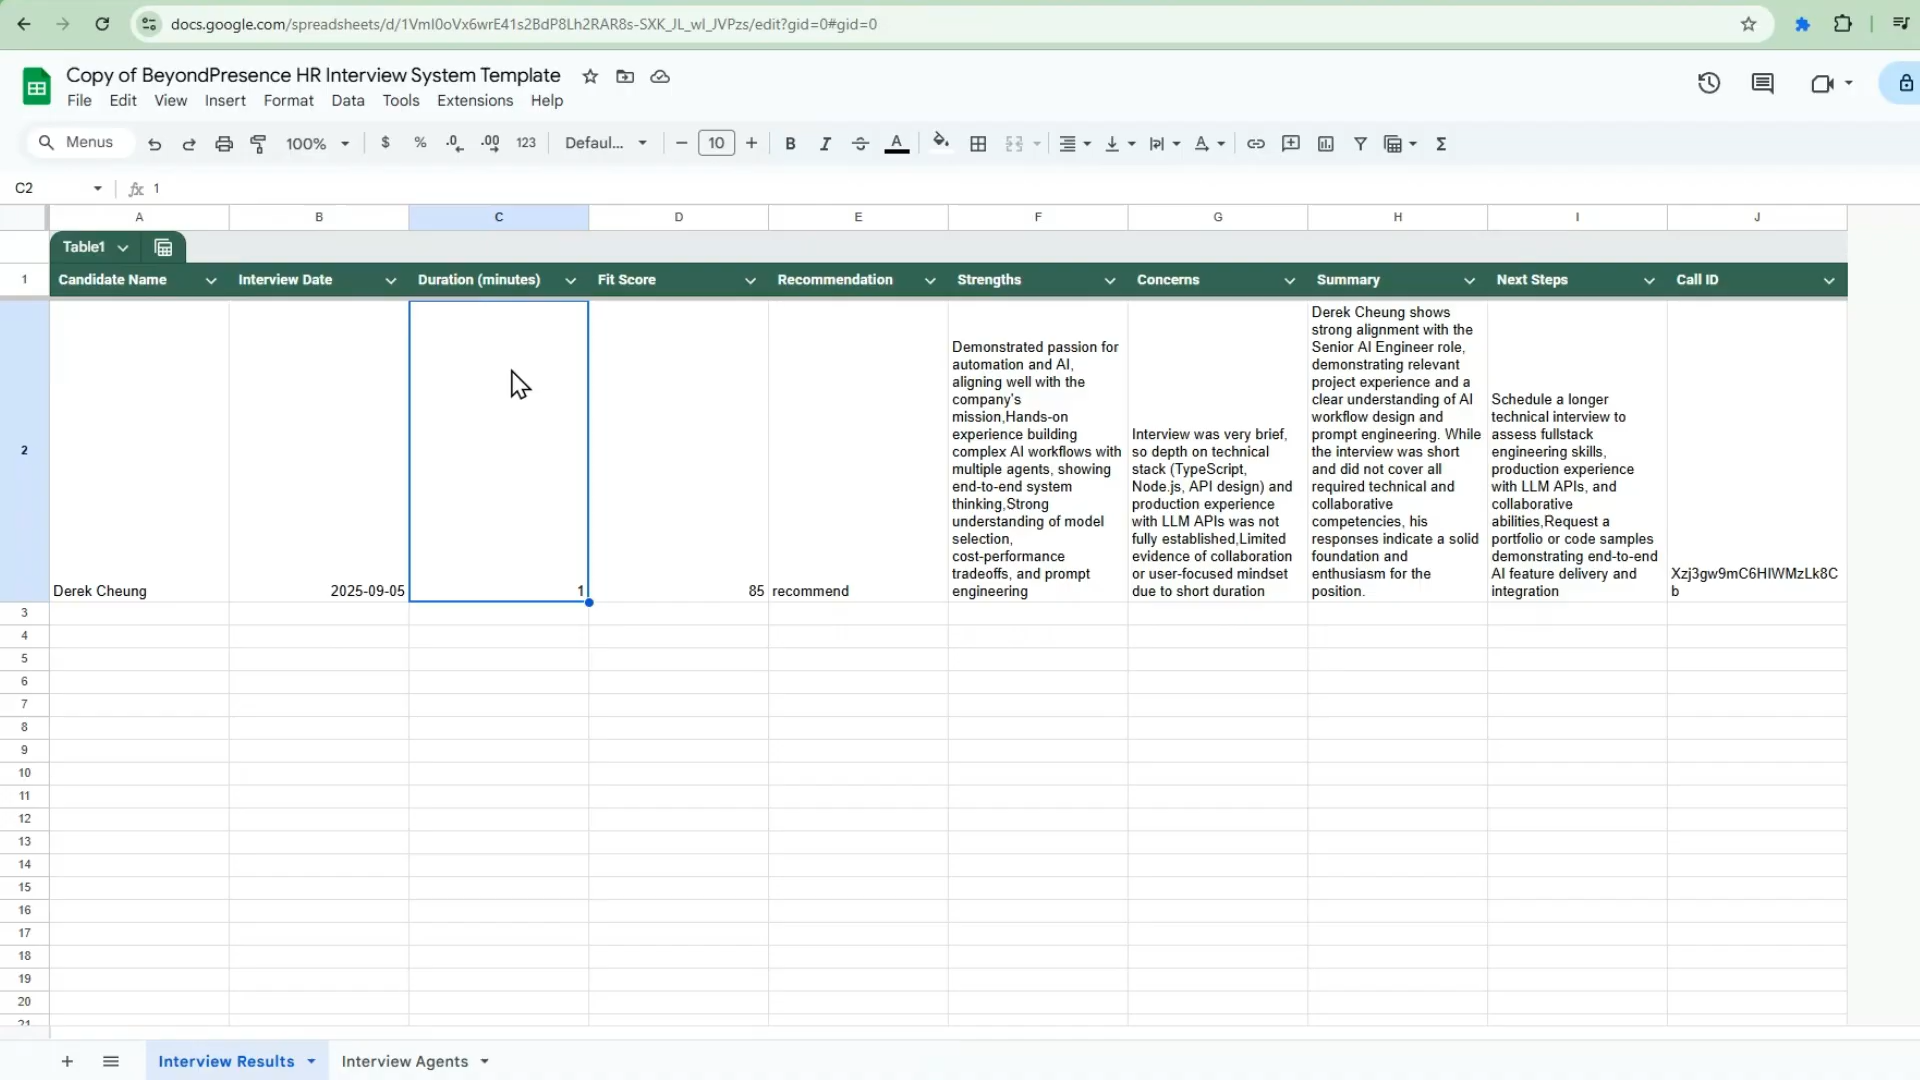 docs.google.com/spreadsheets/d/1VmI0oVx6wrE41s2BdP8Lh2RAR8s-SXK_JL_wI_JVPzs/edit?gid=0#gid=0
Copy of BeyondPresence HR Interview System Template
File Edit View Insert Format Data Tools Extensions Help
Menus 100% $ % .0 .00 123 Defaul... 10 B I A
C2 fx 1
A B C D E F G H I J
Table1
1 Candidate Name Interview Date Duration (minutes) Fit Score Recommendation Strengths Concerns Summary Next Steps Call ID
2
Derek Cheung
2025-09-05
1
85
recommend
Demonstrated passion for
automation and AI,
aligning well with the
company's
mission,Hands-on
experience building
complex AI workflows with
multiple agents, showing
end-to-end system
thinking,Strong
understanding of model
selection,
cost-performance
tradeoffs, and prompt
engineering
Interview was very brief,
so depth on technical
stack (TypeScript,
Node.js, API design) and
production experience
with LLM APIs was not
fully established,Limited
evidence of collaboration
or user-focused mindset
due to short duration
Derek Cheung shows
strong alignment with the
Senior AI Engineer role,
demonstrating relevant
project experience and a
clear understanding of AI
workflow design and
prompt engineering. While
the interview was short
and did not cover all
required technical and
collaborative
competencies, his
responses indicate a solid
foundation and
enthusiasm for the
position.
Schedule a longer
technical interview to
assess fullstack
engineering skills,
production experience
with LLM APIs, and
collaborative
abilities,Request a
portfolio or code samples
demonstrating end-to-end
AI feature delivery and
integration
Xzj3gw9mC6HIWMzLk8C
b
3
4
5
6
7
8
9
10
11
12
13
14
15
16
17
18
19
20
21
Interview Results Interview Agents